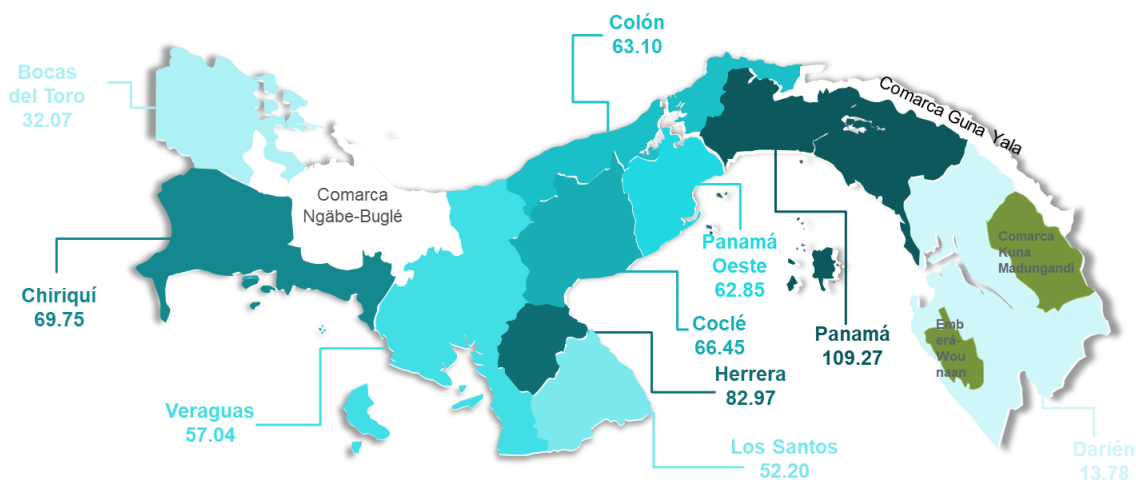 Colón
63.10
Bocas
del Toro
32.07
Comarca Guna Yala
Comarca
Ngäbe-Buglé
Comarca
Kuna
Madungandí
Panamá
Oeste
62.85
Chiriquí
69.75
Coclé
66.45
Panamá
109.27
Emb
erá-
Wou
naan
Herrera
82.97
Veraguas
57.04
Los Santos
52.20
Darién
13.78